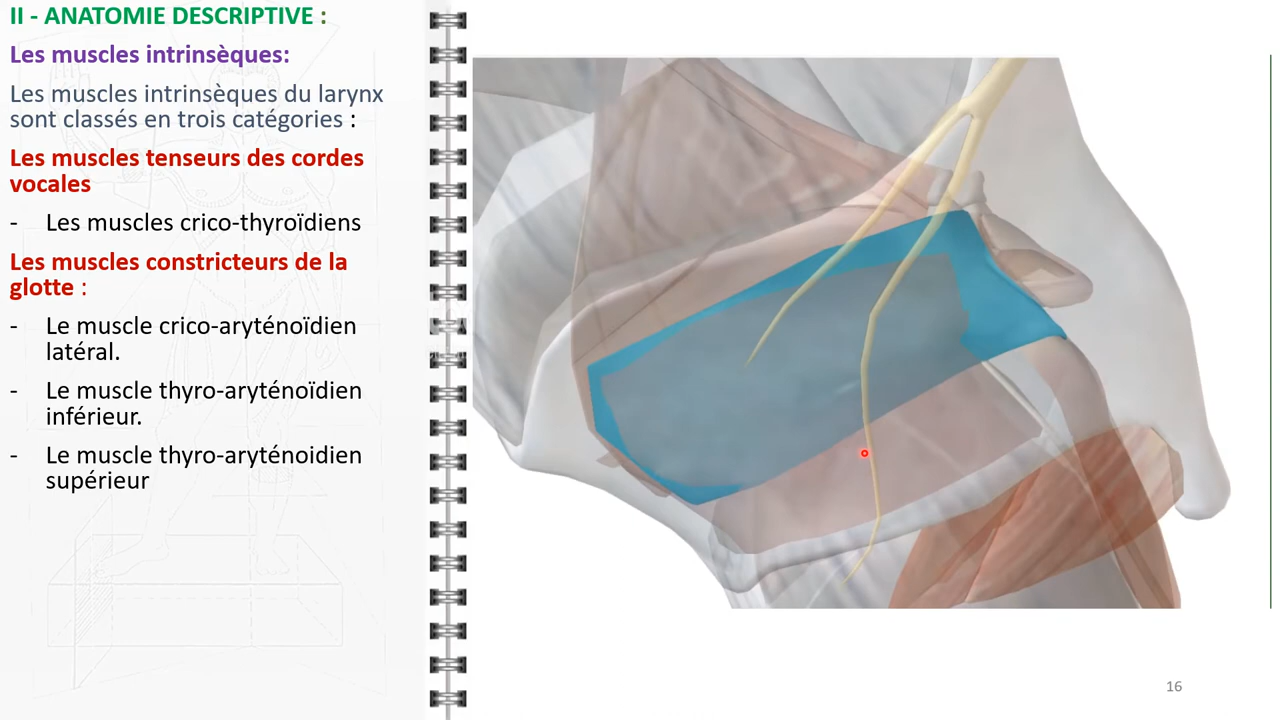 II - ANATOMIE DESCRIPTIVE :
Les muscles intrinsèques:
Les muscles intrinsèques du larynx
sont classés en trois catégories :
Les muscles tenseurs des cordes
vocales
- Les muscles crico-thyroïdiens
Les muscles constricteurs de la
glotte :
- Le muscle crico-aryténoïdien
latéral.
- Le muscle thyro-aryténoïdien
inférieur.
- Le muscle thyro-aryténoidien
supérieur
16